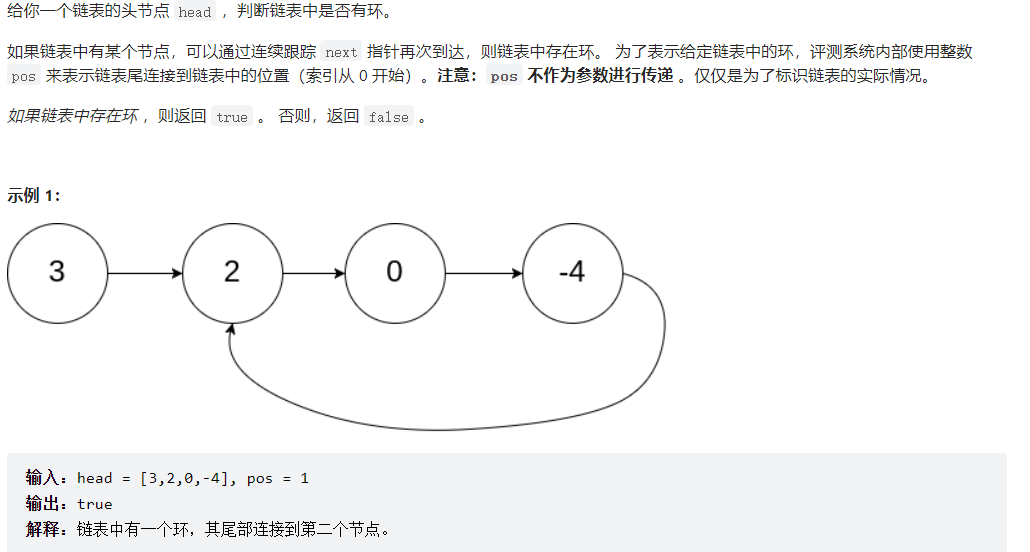 给你一个链表的头节点 head ，判断链表中是否有环。
如果链表中有某个节点，可以通过连续跟踪 next 指针再次到达，则链表中存在环。 为了表示给定链表中的环，评测系统内部使用整数
pos 来表示链表尾连接到链表中的位置（索引从 0 开始）。注意：pos 不作为参数进行传递 。仅仅是为了标识链表的实际情况。
如果链表中存在环 ，则返回 true 。 否则，返回 false 。
示例 1：
3 2 0 -4
输入：head = [3,2,0,-4], pos = 1
输出：true
解释：链表中有一个环，其尾部连接到第二个节点。